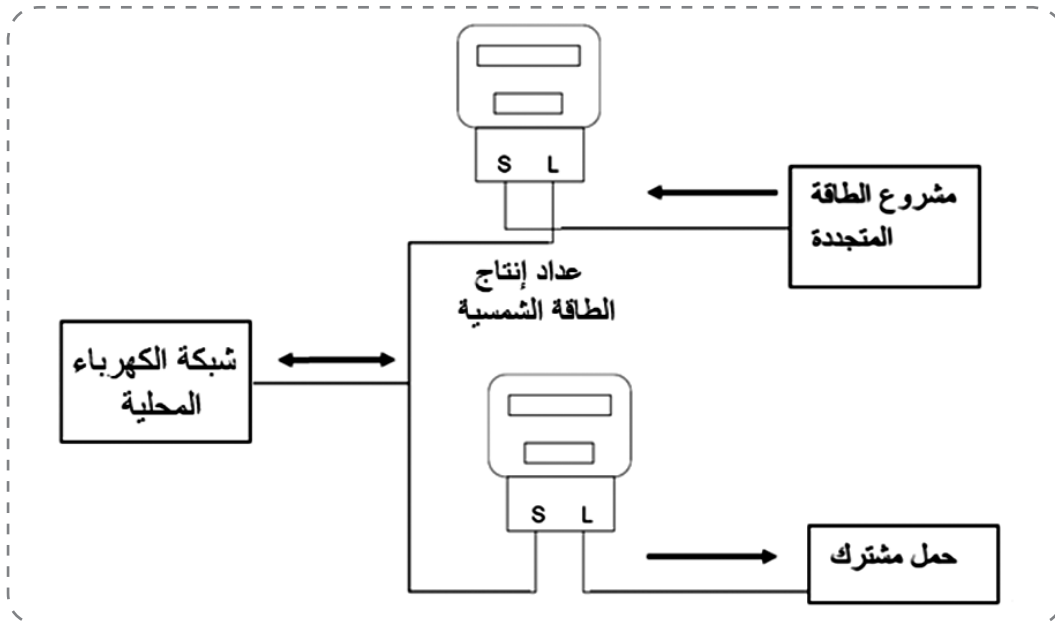 S L
مشروع الطاقة
المتجددة
عداد إنتاج
الطاقة الشمسية
شبكة الكهرباء
المحلية
S L
حمل مشترك